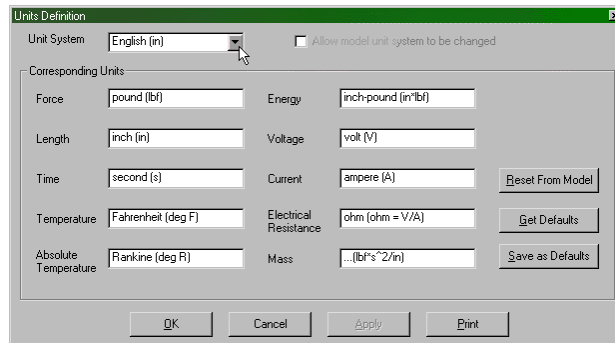 Units Definition
Unit System English (in) Allow model unit system to be changed
Corresponding Units
Force pound (lbf) Energy inch-pound (in*lbf)
Length inch (in) Voltage volt (V)
Time second (s) Current ampere (A) Reset From Model
Temperature Fahrenheit (deg F) Electrical Resistance ohm (ohm = V/A) Get Defaults
Absolute Temperature Rankine (deg R) Mass ...(lbf*s^2/in) Save as Defaults
OK Cancel Apply Print